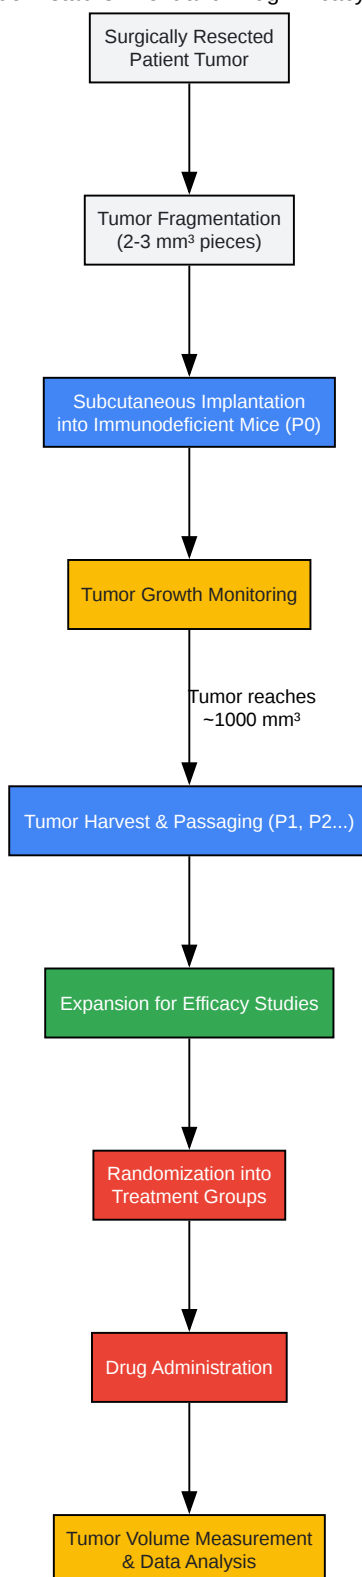 Surgically Resected
Patient Tumor
Tumor Fragmentation
(2-3 mm³ pieces)
Subcutaneous Implantation
into Immunodeficient Mice (P0)
Tumor Growth Monitoring
Tumor reaches
~1000 mm³
Tumor Harvest & Passaging (P1, P2...)
Expansion for Efficacy Studies
Randomization into
Treatment Groups
Drug Administration
Tumor Volume Measurement
& Data Analysis